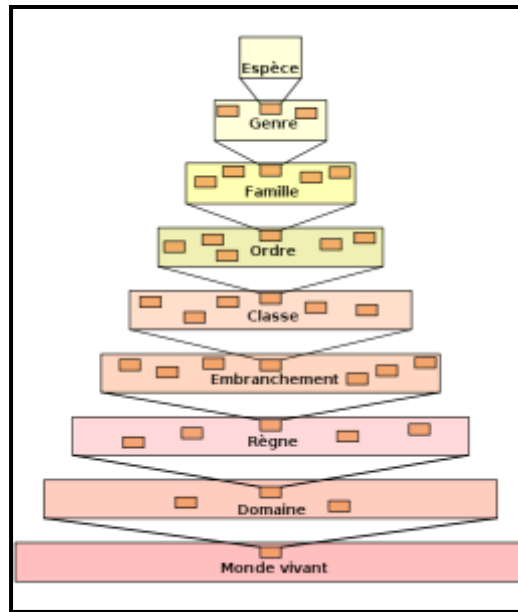 Espèce
Genre
Famille
Ordre
Classe
Embranchement
Règne
Domaine
Monde vivant